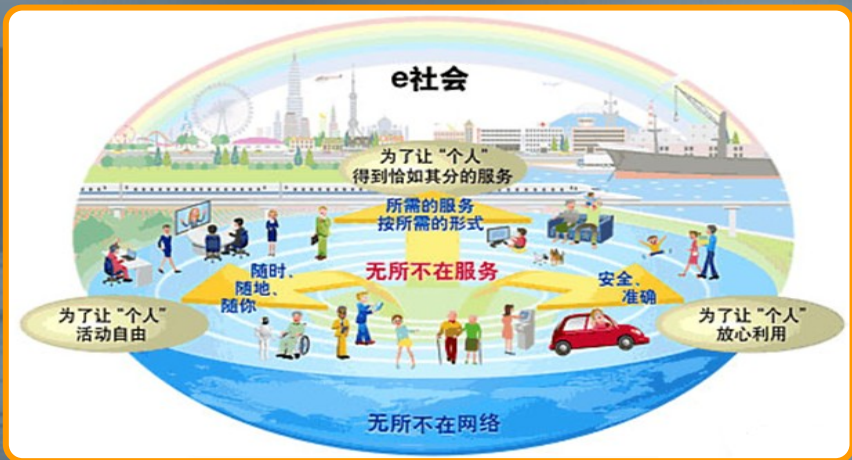 e社会
为了让“个人”
得到恰如其分的服务
所需的服务
按所需的形式
无所不在服务
随时、
随地、
随你
安全、
准确
为了让“个人”
活动自由
为了让“个人”
放心利用
无所不在网络